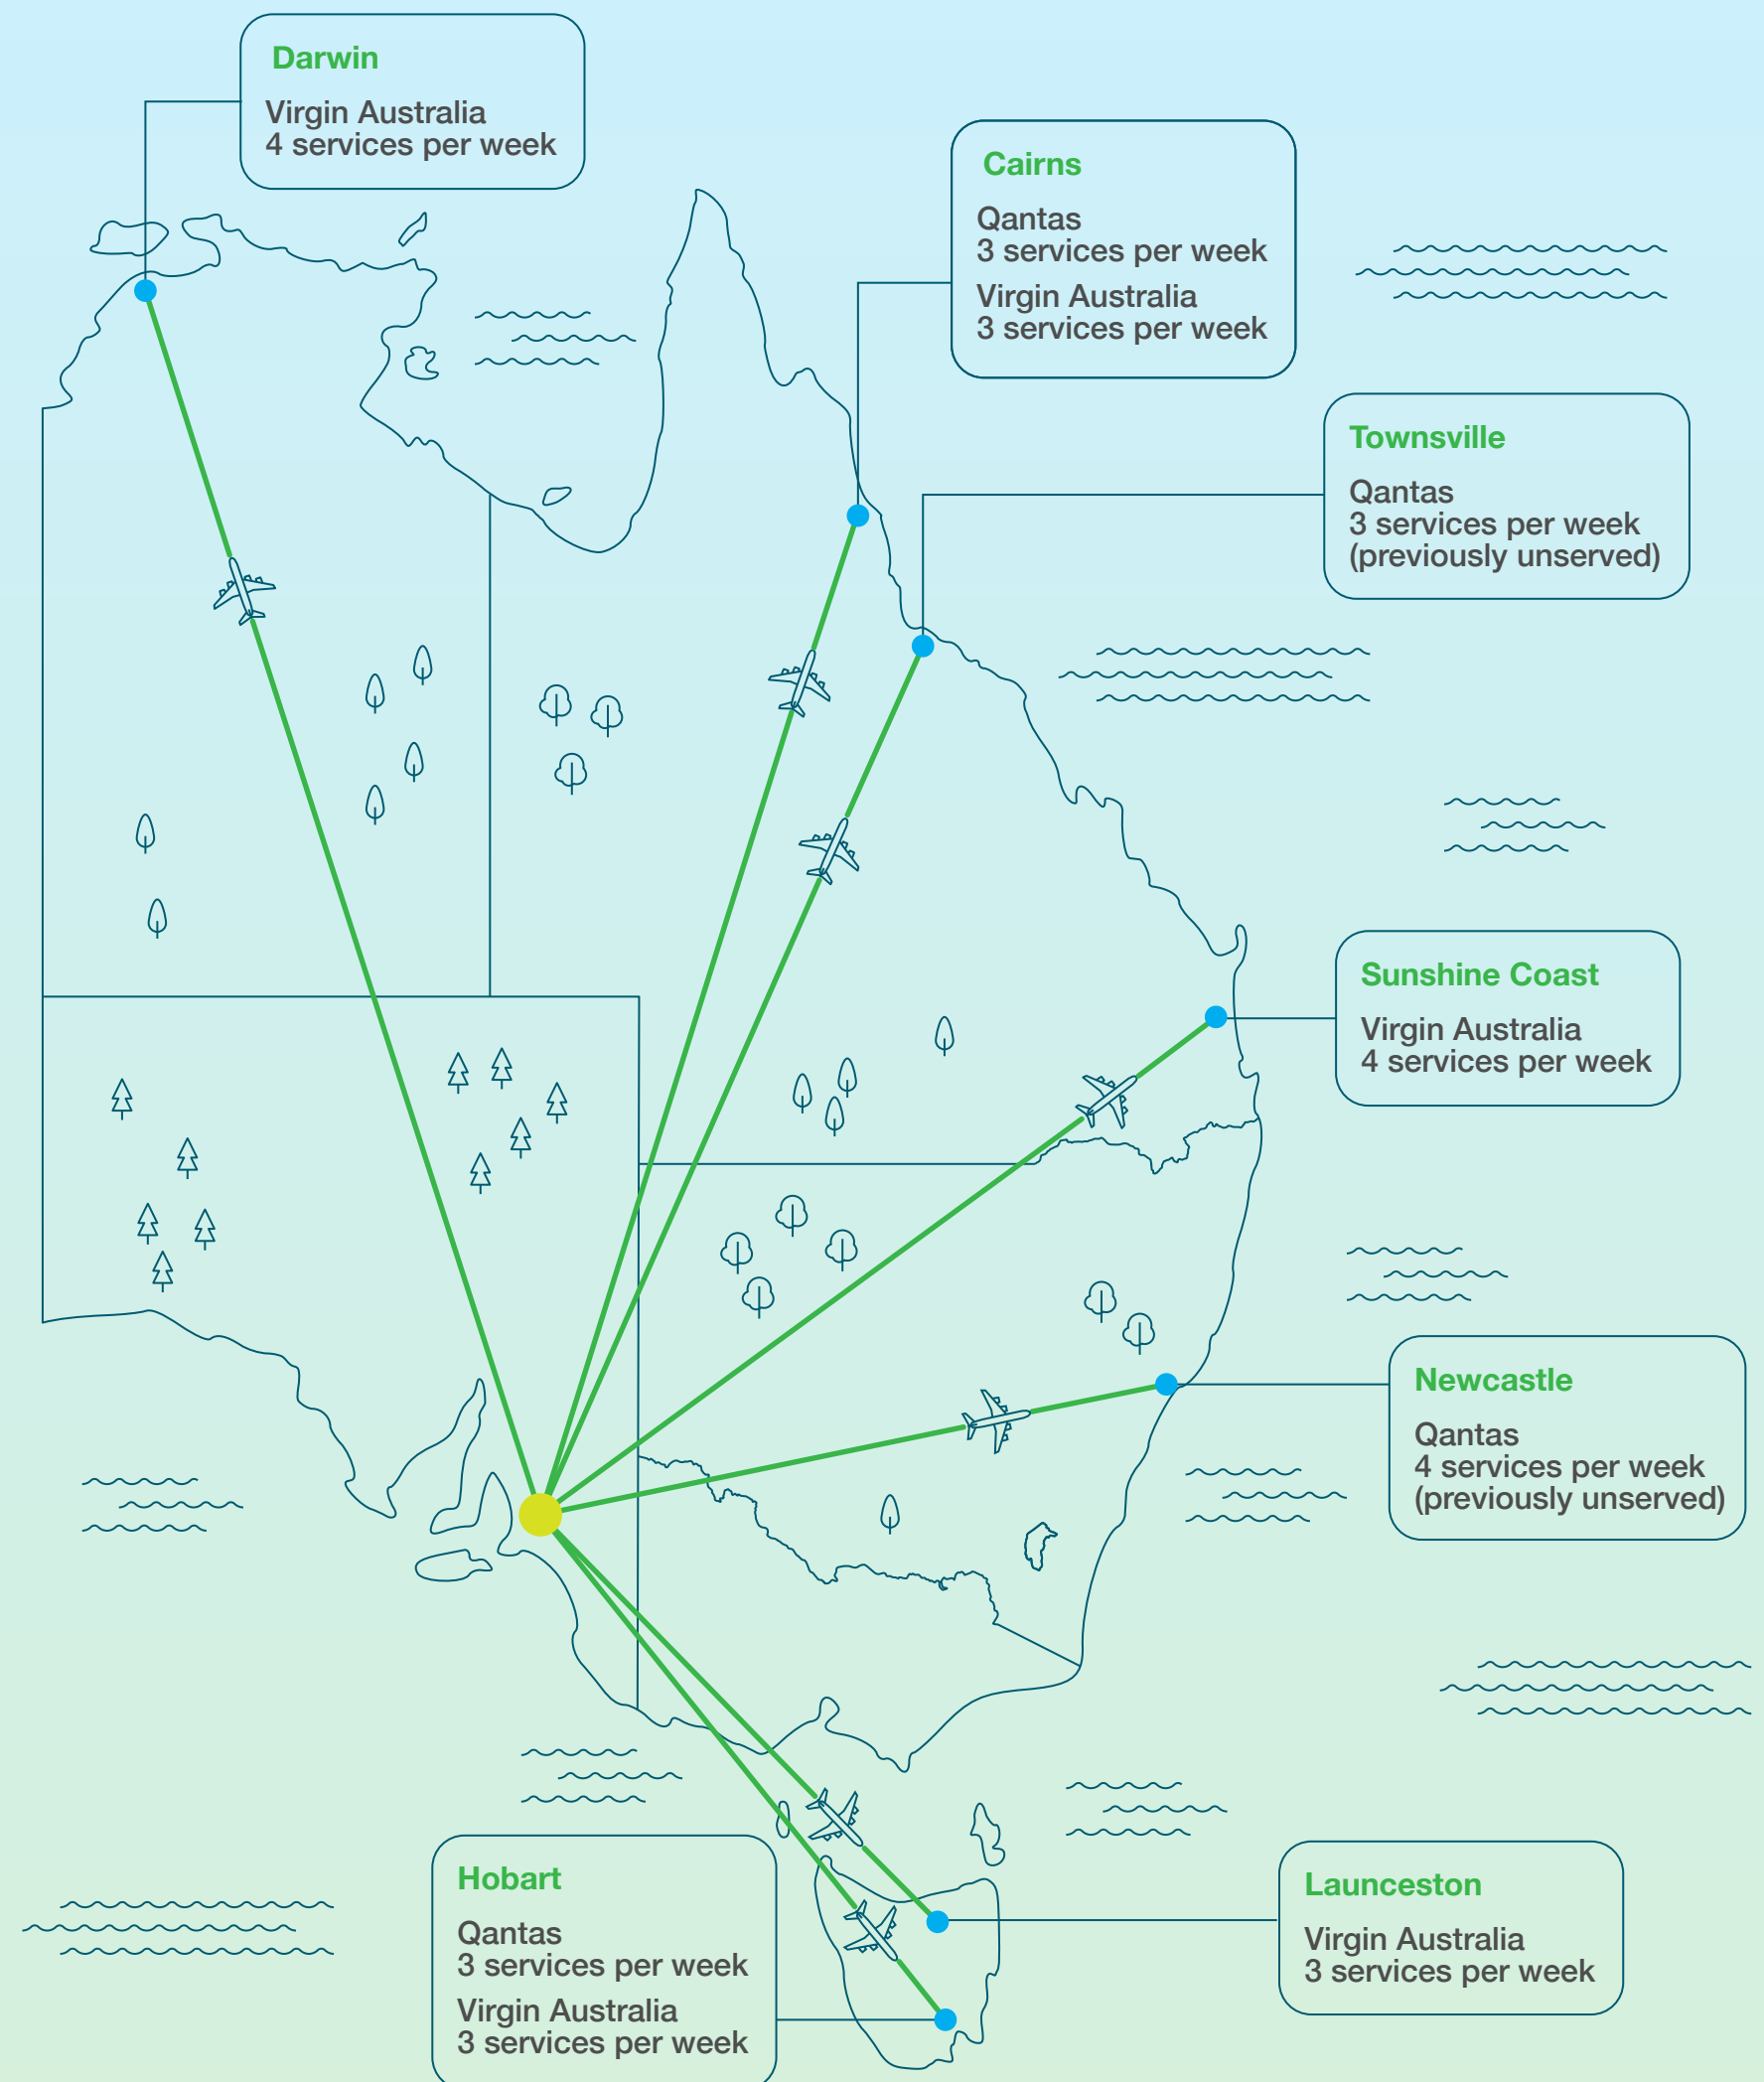 Darwin
Virgin Australia
4 services per week
Cairns
Qantas
3 services per week
Virgin Australia
3 services per week
Townsville
Qantas
3 services per week
(previously unserved)
Sunshine Coast
Virgin Australia
4 services per week
Newcastle
Qantas
4 services per week
(previously unserved)
Hobart
Qantas
3 services per week
Virgin Australia
3 services per week
Launceston
Virgin Australia
3 services per week